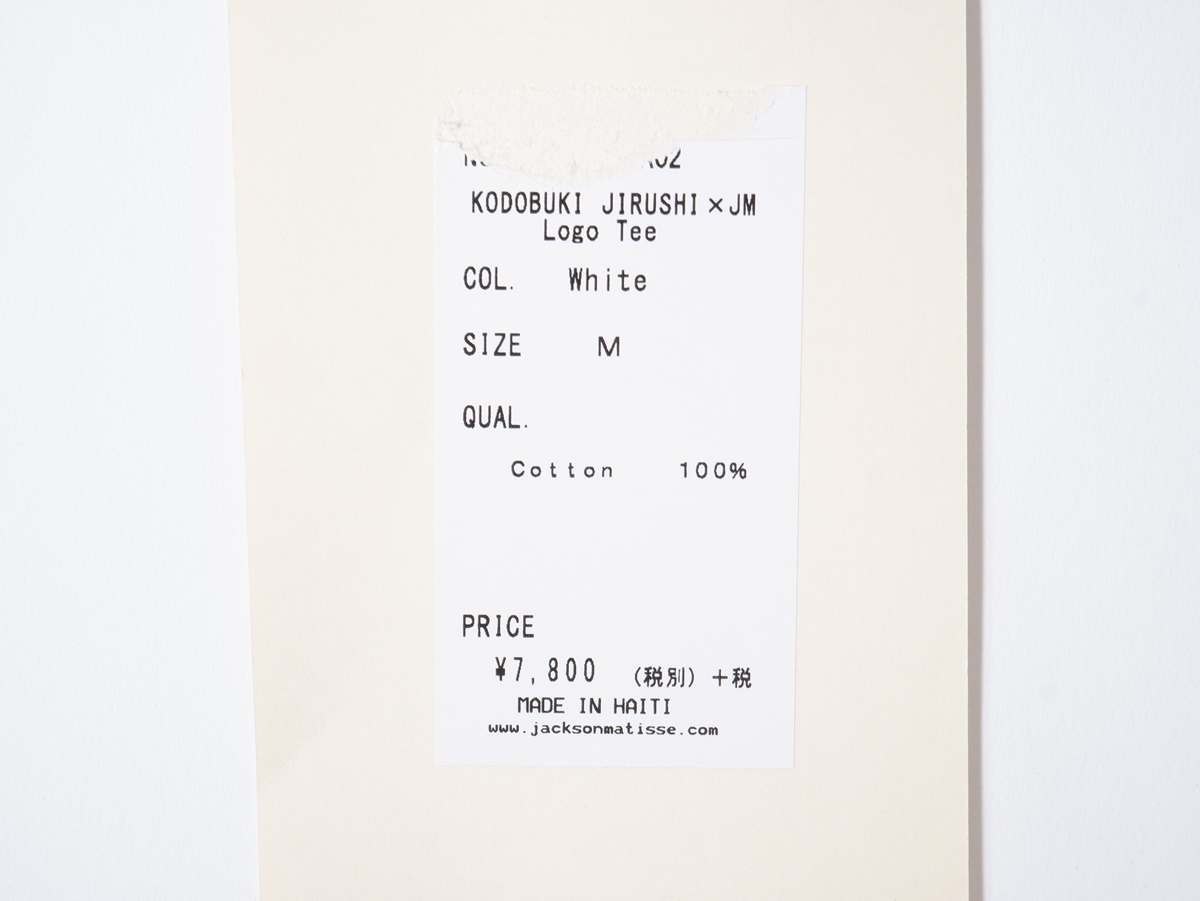 KODOBUKI JIRUSHI×JM
Logo Tee
COL. White
SIZE M
QUAL.
Cotton 100%
PRICE
¥7,800 (税別)+税
MADE IN HAITI
www.jacksonmatisse.com